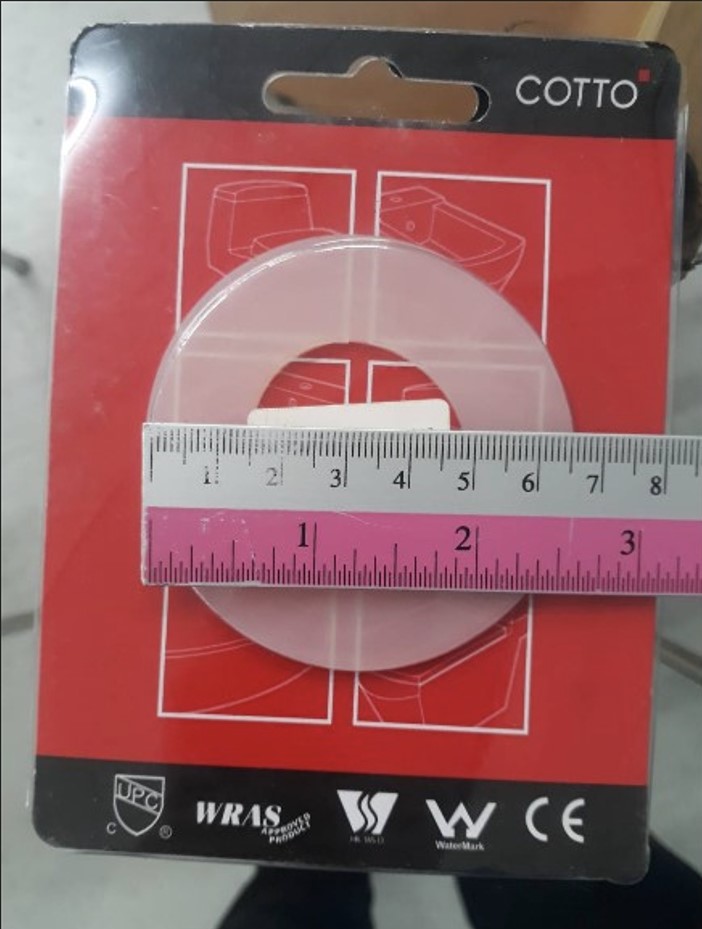 COTTO
1 2 3 4 5 6 7 8
1 2 3
UPC
C ®
WRAS
APPROVED
PRODUCT
WaterMark
CE